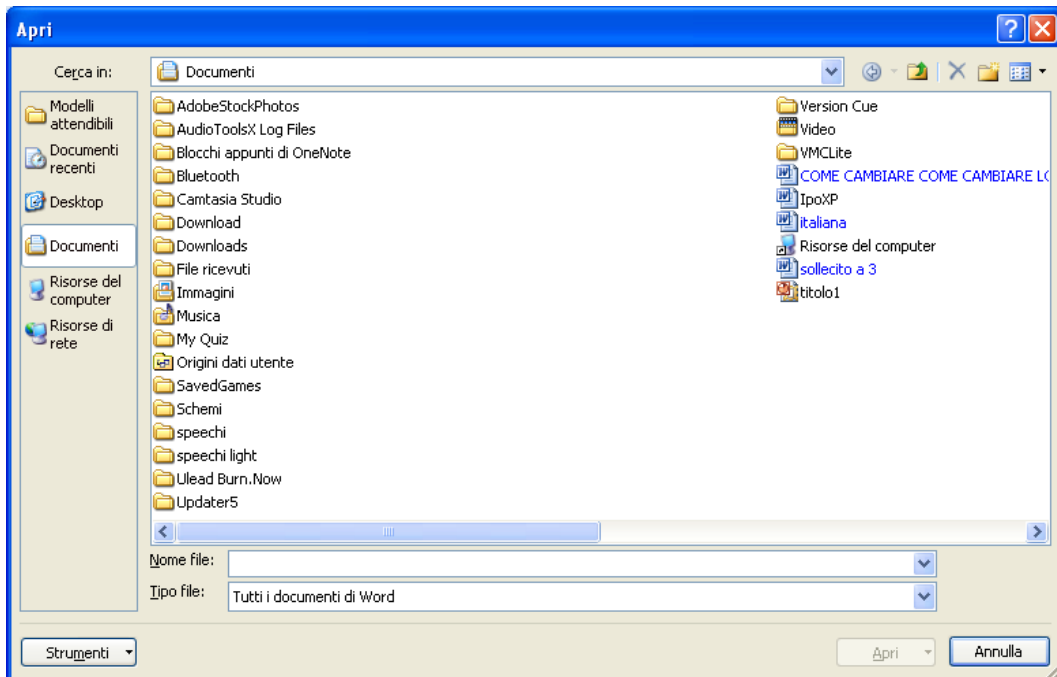 Apri
Cerca in:
Documenti
Modelli
attendibili
Documenti
recenti
Desktop
Documenti
Risorse del
computer
Risorse di
rete
AdobeStockPhotos
AudioToolsX Log Files
Blocchi appunti di OneNote
Bluetooth
Camtasia Studio
Download
Downloads
File ricevuti
Immagini
Musica
My Quiz
Origini dati utente
SavedGames
Schemi
speechi
speechi light
Ulead Burn.Now
Updater5
Version Cue
Video
VMCLite
COME CAMBIARE COME CAMBIARE LO
IpoXP
italiana
Risorse del computer
sollecito a 3
titolo1
Nome file:
Tipo file:
Tutti i documenti di Word
Strumenti
Apri
Annulla